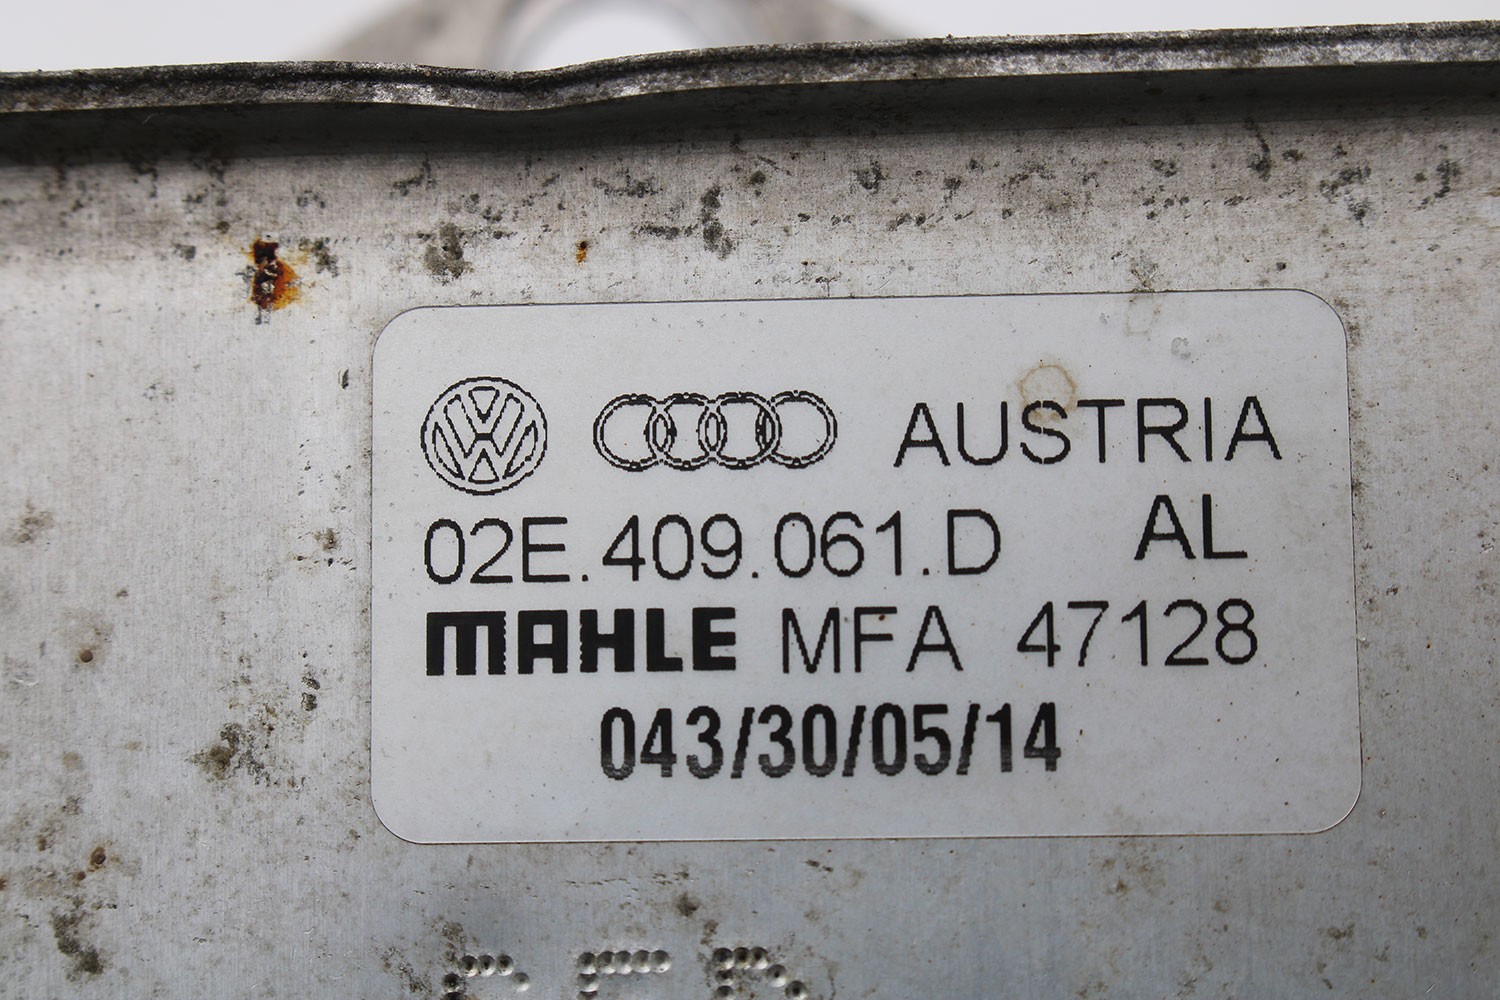 AUSTRIA
02E.409.061.D AL
MAHLE MFA 47128
043/30/05/14